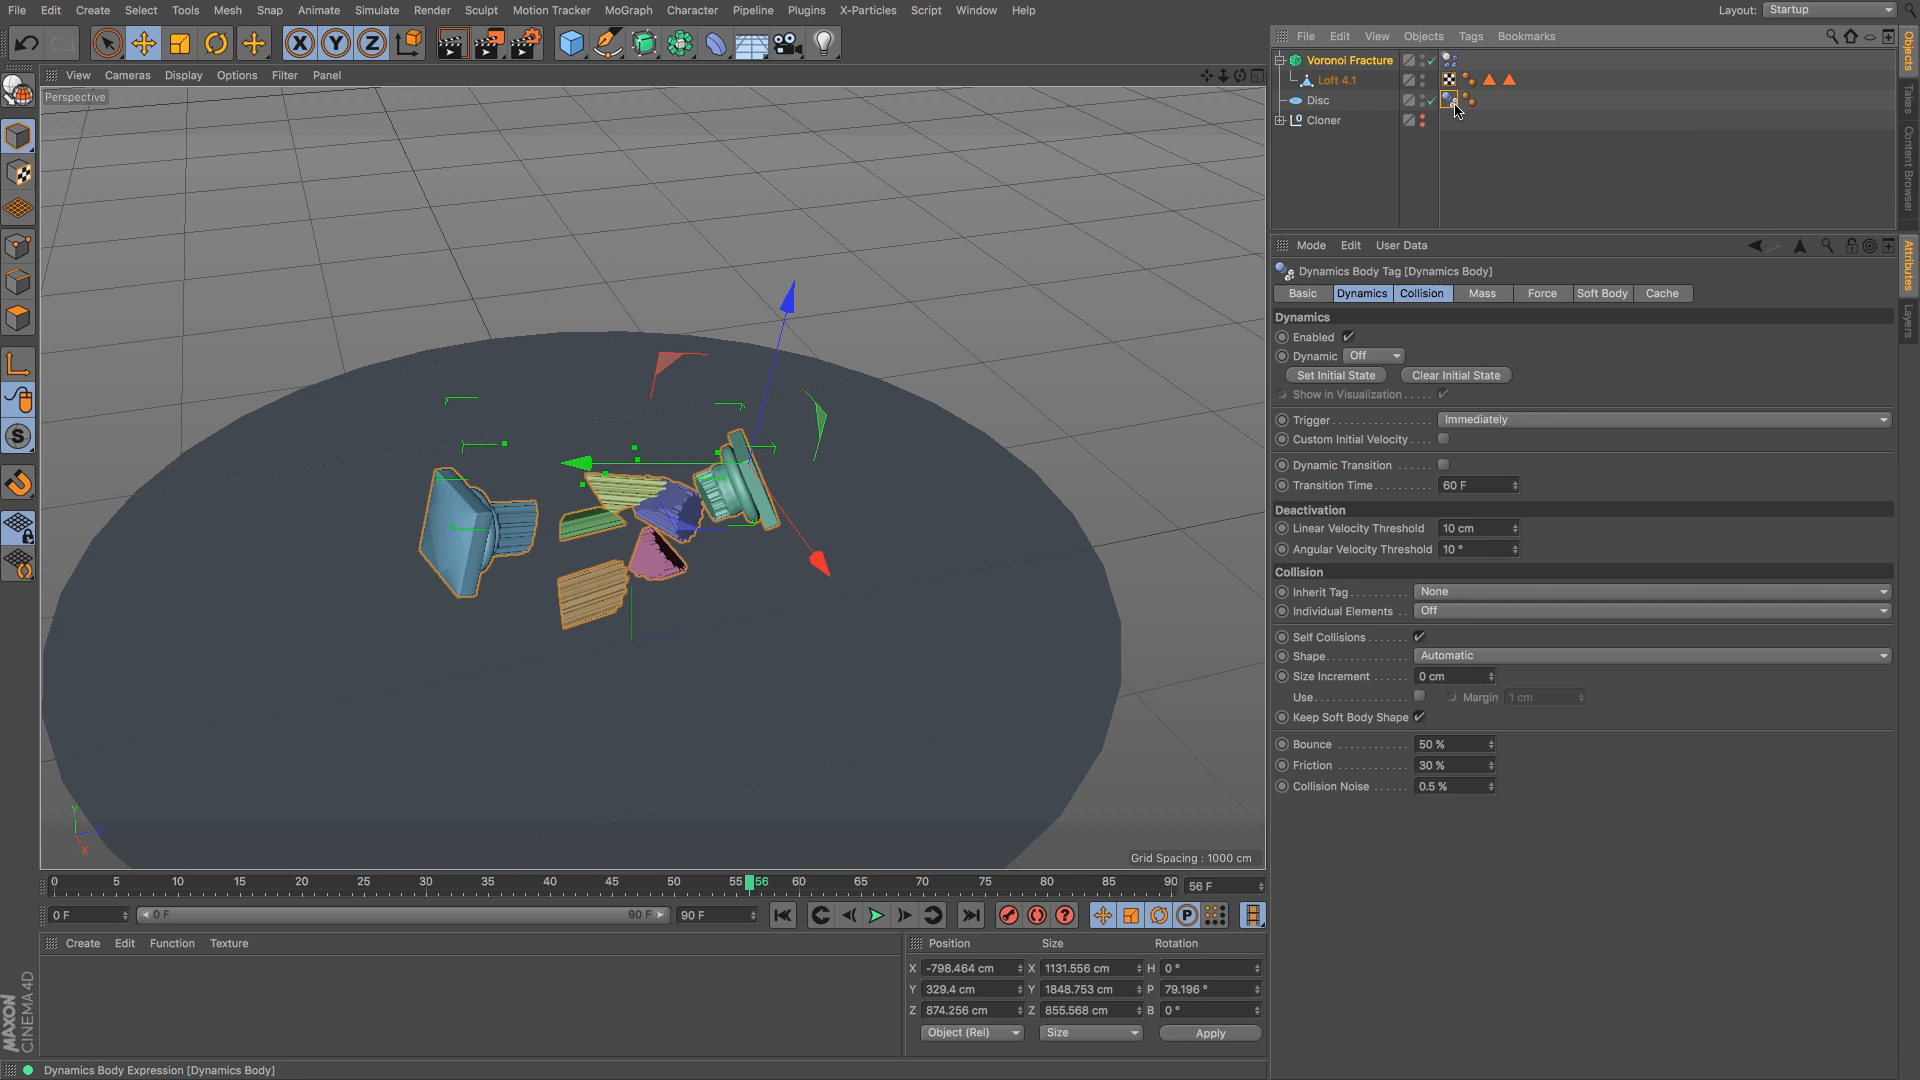 File Edit Create Select Tools Mesh Snap Animate Simulate Render Sculpt Motion Tracker MoGraph Character Pipeline Plugins X-Particles Script Window Help
Layout: Startup
View Cameras Display Options Filter Panel
Perspective
File Edit View Objects Tags Bookmarks
Voronoi Fracture
Loft 4.1
Disc
Cloner
Objects
Takes
Content Browser
Attributes
Layers
Mode Edit User Data
Dynamics Body Tag [Dynamics Body]
Basic Dynamics Collision Mass Force Soft Body Cache
Dynamics
Enabled
Dynamic Off
Set Initial State Clear Initial State
Show in Visualization . . . .
Trigger . . . . . . . . . . . . . . . Immediately
Custom Initial Velocity . . . .
Dynamic Transition . . . . . .
Transition Time . . . . . . . . . 60 F
Deactivation
Linear Velocity Threshold 10 cm
Angular Velocity Threshold 10 °
Collision
Inherit Tag . . . . . . . . . . None
Individual Elements . . Off
Self Collisions . . . . . . .
Shape . . . . . . . . . . . . . . Automatic
Size Increment . . . . . . 0 cm
Use . . . . . . . . . . . . . . . . Margin 1 cm
Keep Soft Body Shape
Bounce . . . . . . . . . . . . 50 %
Friction . . . . . . . . . . . . 30 %
Collision Noise . . . . . . 0.5 %
Y
Z
X
Grid Spacing : 1000 cm
0 5 10 15 20 25 30 35 40 45 50 55 56 60 65 70 75 80 85 90 56 F
0 F 0 F 90 F 90 F
P
Create Edit Function Texture
Position Size Rotation
X -798.464 cm X 1131.556 cm H 0 °
Y 329.4 cm Y 1848.753 cm P 79.196 °
Z 874.256 cm Z 855.568 cm B 0 °
Object (Rel) Size Apply
MAXON
CINEMA 4D
Dynamics Body Expression [Dynamics Body]